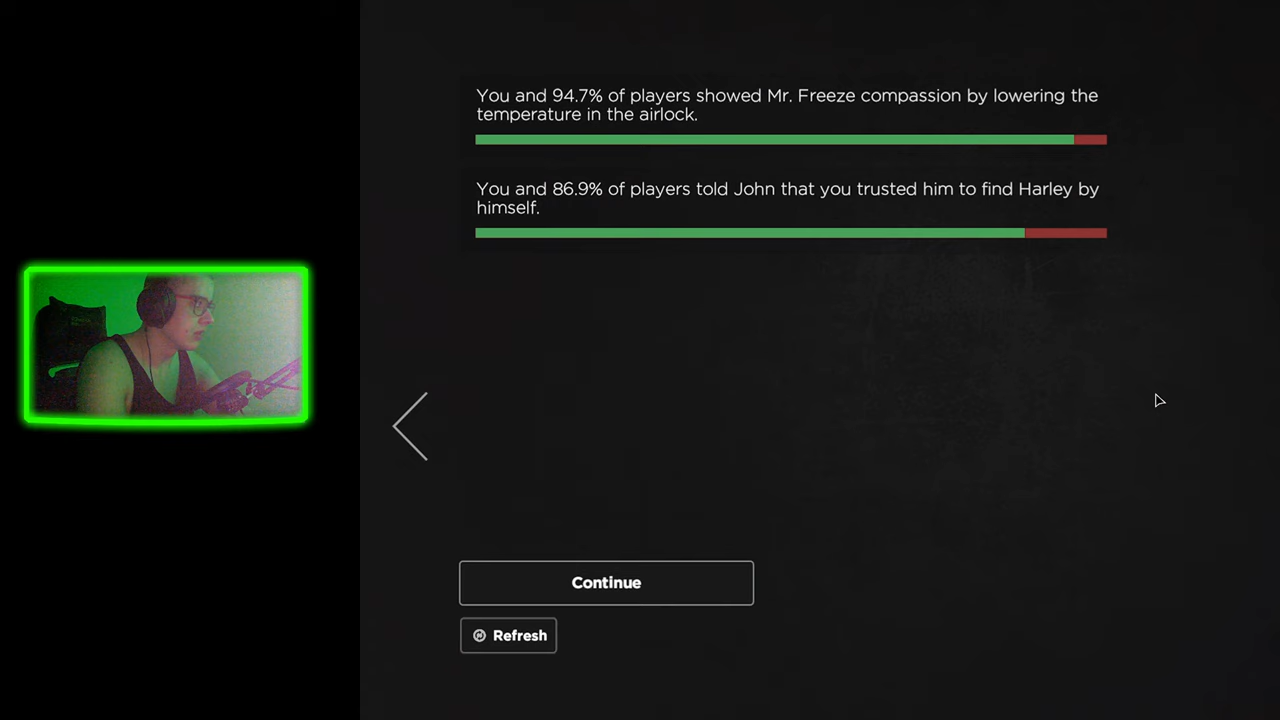 You and 94.7% of players showed Mr. Freeze compassion by lowering the
temperature in the airlock.
You and 86.9% of players told John that you trusted him to find Harley by
himself.
Continue
Refresh